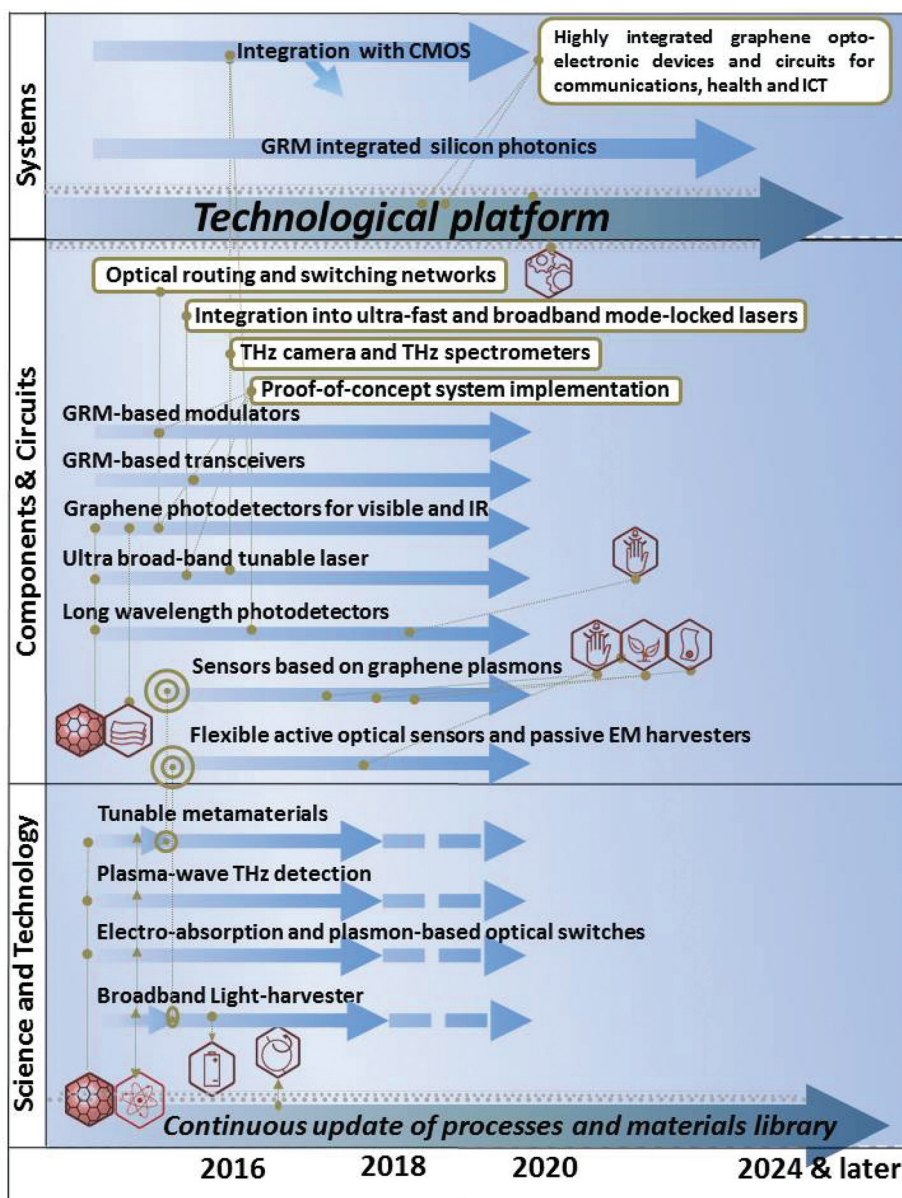 Systems
Integration with CMOS
Highly integrated graphene opto-
electronic devices and circuits for
communications, health and ICT
GRM integrated silicon photonics
Technological platform
Components & Circuits
Optical routing and switching networks
Integration into ultra-fast and broadband mode-locked lasers
THz camera and THz spectrometers
Proof-of-concept system implementation
GRM-based modulators
GRM-based transceivers
Graphene photodetectors for visible and IR
Ultra broad-band tunable laser
Long wavelength photodetectors
Sensors based on graphene plasmons
Flexible active optical sensors and passive EM harvesters
Science and Technology
Tunable metamaterials
Plasma-wave THz detection
Electro-absorption and plasmon-based optical switches
Broadband Light-harvester
Continuous update of processes and materials library
2016 2018 2020 2024 & later